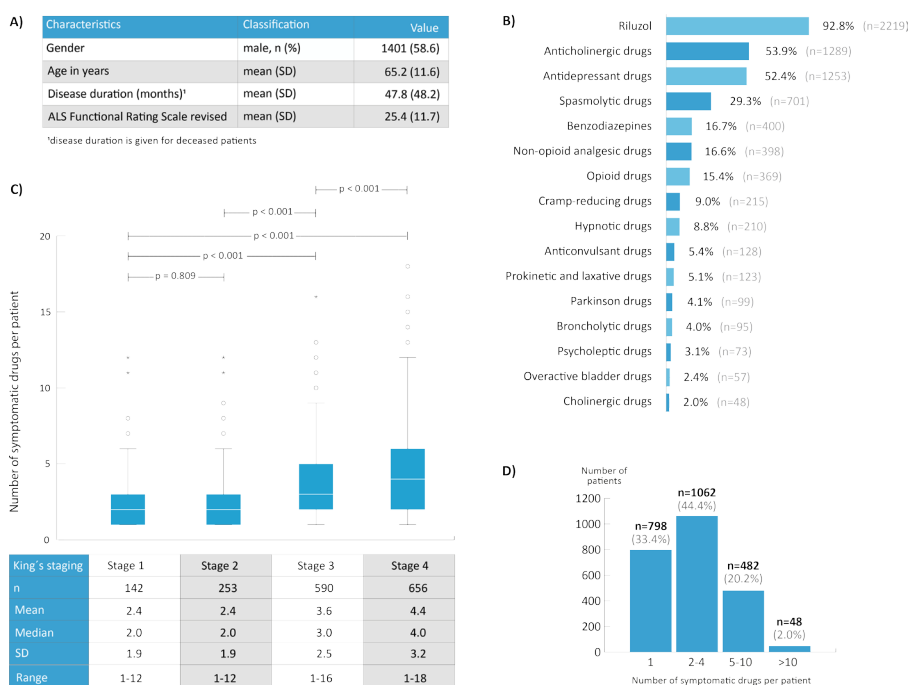 A)
Characteristics Classification Value
Gender male, n (%) 1401 (58.6)
Age in years mean (SD) 65.2 (11.6)
Disease duration (months)¹ mean (SD) 47.8 (48.2)
ALS Functional Rating Scale revised mean (SD) 25.4 (11.7)
¹disease duration is given for deceased patients
B)
Riluzol 92.8% (n=2219)
Anticholinergic drugs 53.9% (n=1289)
Antidepressant drugs 52.4% (n=1253)
Spasmolytic drugs 29.3% (n=701)
Benzodiazepines 16.7% (n=400)
Non-opioid analgesic drugs 16.6% (n=398)
Opioid drugs 15.4% (n=369)
Cramp-reducing drugs 9.0% (n=215)
Hypnotic drugs 8.8% (n=210)
Anticonvulsant drugs 5.4% (n=128)
Prokinetic and laxative drugs 5.1% (n=123)
Parkinson drugs 4.1% (n=99)
Broncholytic drugs 4.0% (n=95)
Psycholeptic drugs 3.1% (n=73)
Overactive bladder drugs 2.4% (n=57)
Cholinergic drugs 2.0% (n=48)
C)
p < 0.001
p < 0.001
p < 0.001
p < 0.001
p = 0.809
20
15
10
5
0
Number of symptomatic drugs per patient
King´s staging Stage 1 Stage 2 Stage 3 Stage 4
n 142 253 590 656
Mean 2.4 2.4 3.6 4.4
Median 2.0 2.0 3.0 4.0
SD 1.9 1.9 2.5 3.2
Range 1-12 1-12 1-16 1-18
D)
Number of
patients
1200
1000
800
600
400
200
0
n=798
(33.4%)
n=1062
(44.4%)
n=482
(20.2%)
n=48
(2.0%)
1 2-4 5-10 >10
Number of symptomatic drugs per patient